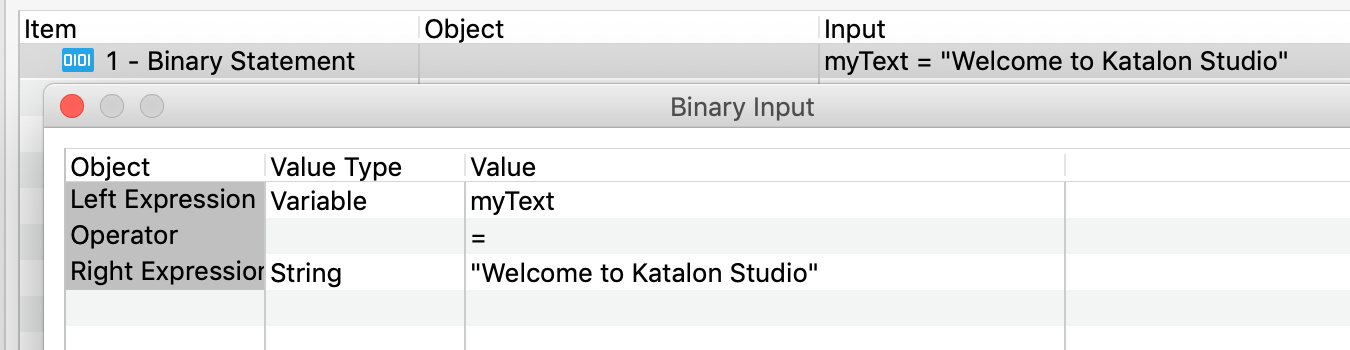 Item Object Input
0101 1 - Binary Statement myText = "Welcome to Katalon Studio"
Binary Input
Object Value Type Value
Left Expression Variable myText
Operator =
Right Expression String "Welcome to Katalon Studio"